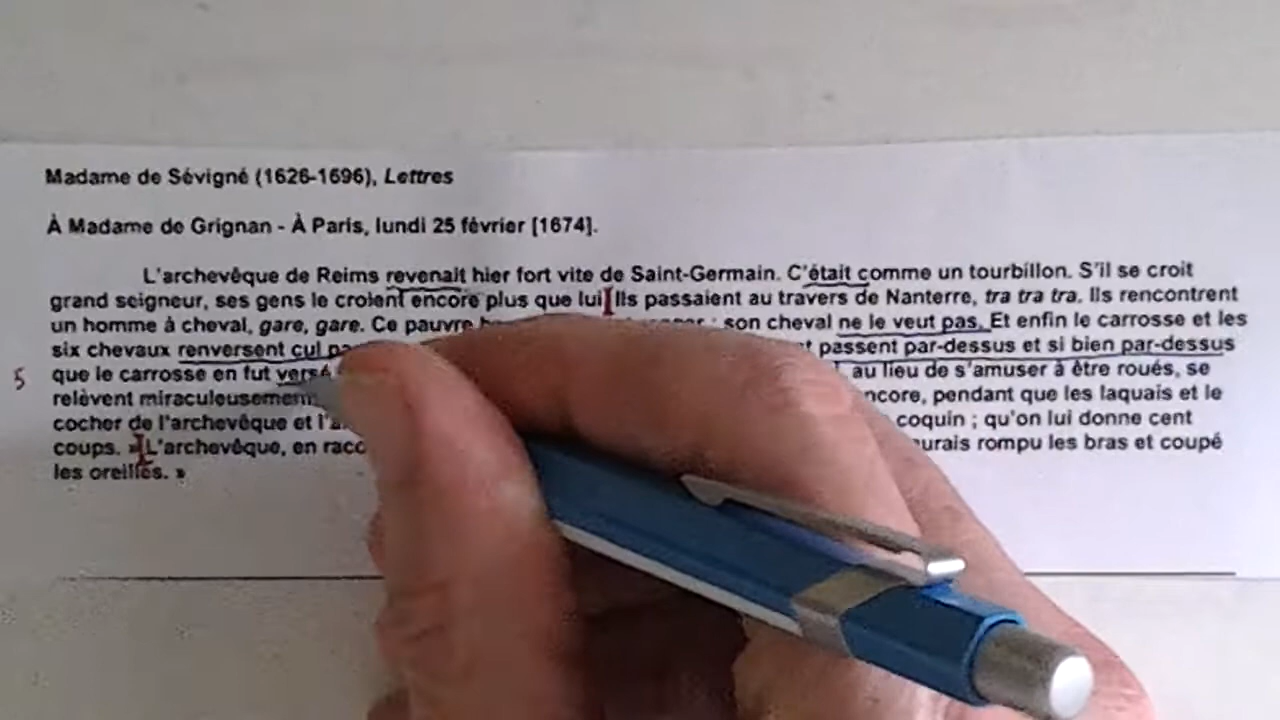 Madame de Sévigné (1626-1696), Lettres
À Madame de Grignan - À Paris, lundi 25 février [1674].
L'archevêque de Reims revenait hier fort vite de Saint-Germain. C'était comme un tourbillon. S'il se croit
grand seigneur, ses gens le croient encore plus que lui. Ils passaient au travers de Nanterre, tra tra tra. Ils rencontrent
un homme à cheval, gare, gare. Ce pauvre son cheval ne le veut pas. Et enfin le carrosse et les
six chevaux renversent cul passent par-dessus et si bien par-dessus
5 que le carrosse en fut versé au lieu de s'amuser à être roués, se
relèvent miraculeusement pendant que les laquais et le
cocher de l'archevêque et coquin ; qu'on lui donne cent
coups. » L'archevêque, en rompu les bras et coupé
les oreilles. »